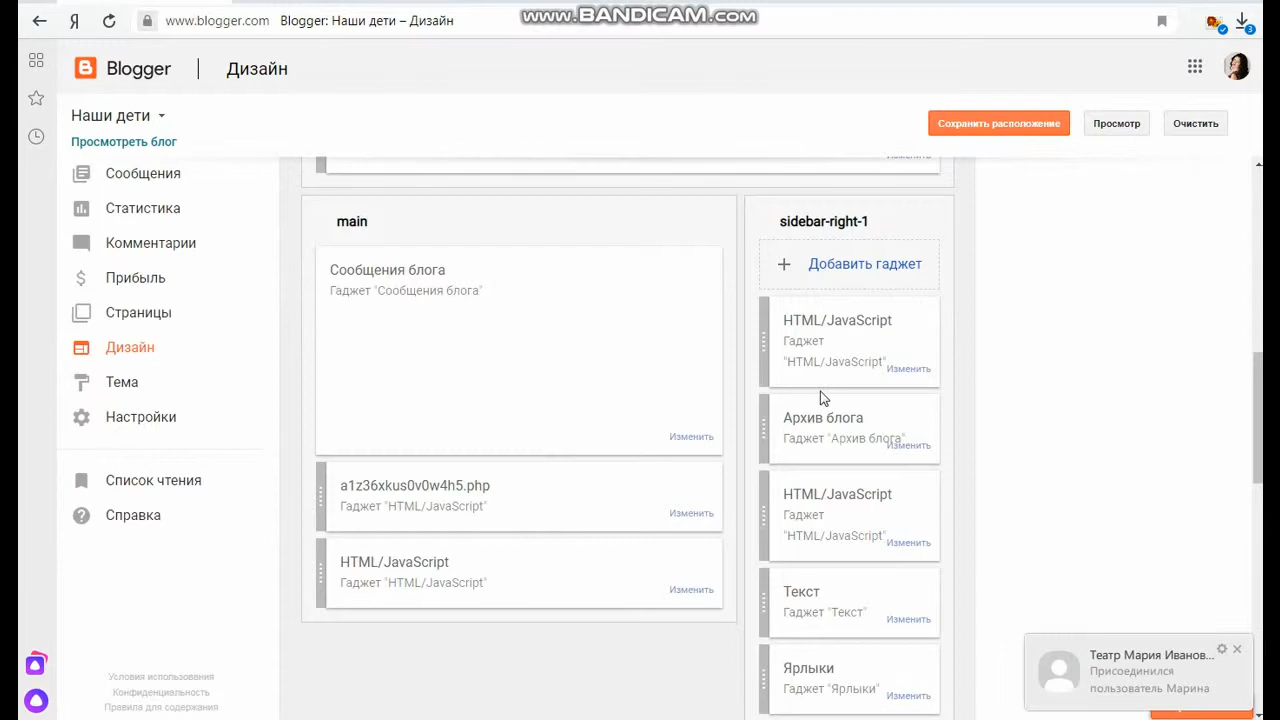 www.blogger.com Blogger: Наши дети – Дизайн
www.BANDICAM.com
3
Blogger Дизайн
Наши дети
Просмотреть блог
Сохранить расположение Просмотр Очистить
Сообщения
Статистика
Комментарии
Прибыль
Страницы
Дизайн
Тема
Настройки
Список чтения
Справка
Условия использования
Конфиденциальность
Правила для содержания
Изменить
main
Сообщения блога
Гаджет "Сообщения блога"
Изменить
a1z36xkus0v0w4h5.php
Гаджет "HTML/JavaScript"
Изменить
HTML/JavaScript
Гаджет "HTML/JavaScript"
Изменить
sidebar-right-1
Добавить гаджет
HTML/JavaScript
Гаджет
"HTML/JavaScript"
Изменить
Архив блога
Гаджет "Архив блога"
Изменить
HTML/JavaScript
Гаджет
"HTML/JavaScript"
Изменить
Текст
Гаджет "Текст"
Изменить
Ярлыки
Гаджет "Ярлыки"
Изменить
Театр Мария Иванов...
Присоединился
пользователь Марина